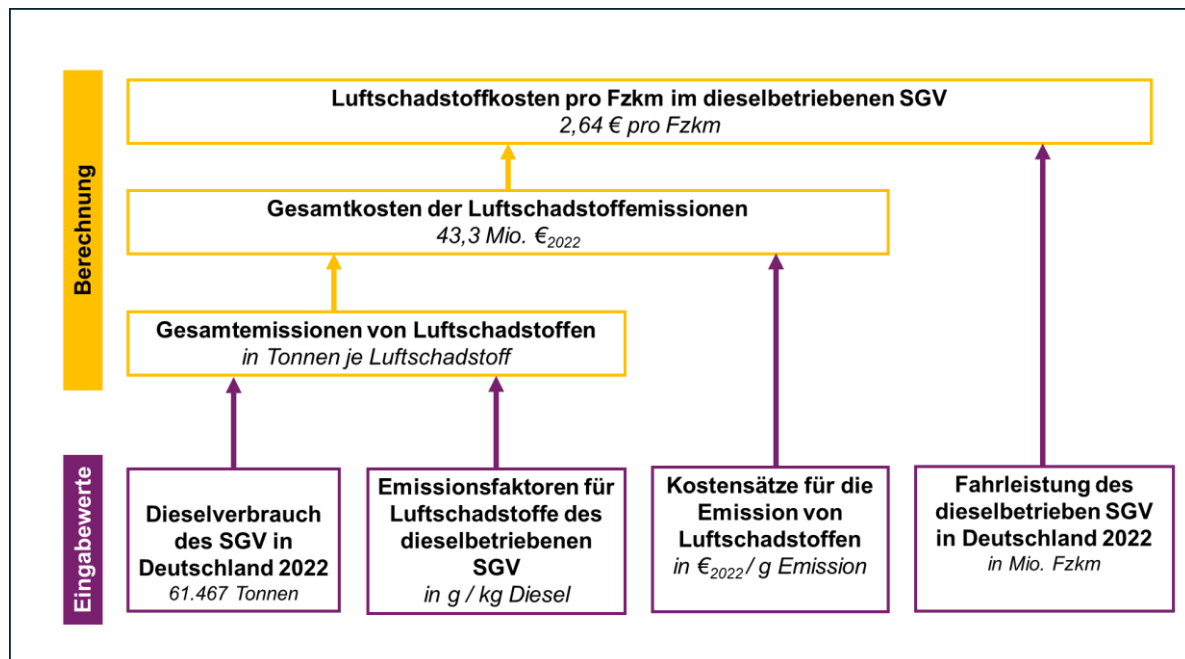 Berechnung
Luftschadstoffkosten pro Fzkm im dieselbetriebenen SGV
2,64 € pro Fzkm
Gesamtkosten der Luftschadstoffemissionen
43,3 Mio. €2022
Gesamtemissionen von Luftschadstoffen
in Tonnen je Luftschadstoff
Eingabewerte
Dieselverbrauch
des SGV in
Deutschland 2022
61.467 Tonnen
Emissionsfaktoren für
Luftschadstoffe des
dieselbetriebenen
SGV
in g / kg Diesel
Kostensätze für die
Emission von
Luftschadstoffen
in €2022 / g Emission
Fahrleistung des
dieselbetrieben SGV
in Deutschland 2022
in Mio. Fzkm